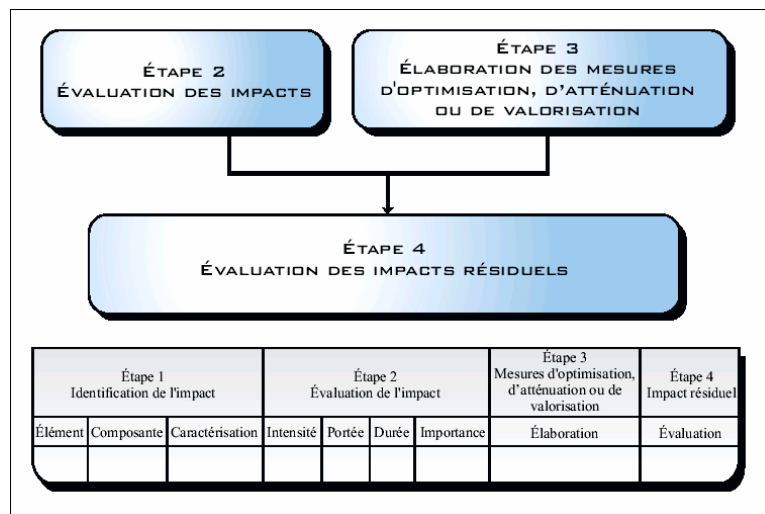 ÉTAPE 2
ÉVALUATION DES IMPACTS
ÉTAPE 3
ÉLABORATION DES MESURES
D'OPTIMISATION, D’ATTÉNUATION
OU DE VALORISATION
ÉTAPE 4
ÉVALUATION DES IMPACTS RÉSIDUELS
Étape 1
Identification de l'impact
Étape 2
Évaluation de l'impact
Étape 3
Mesures d'optimisation,
d’atténuation ou de
valorisation
Étape 4
Impact résiduel
Élément Composante Caractérisation Intensité Portée Durée Importance Élaboration Évaluation